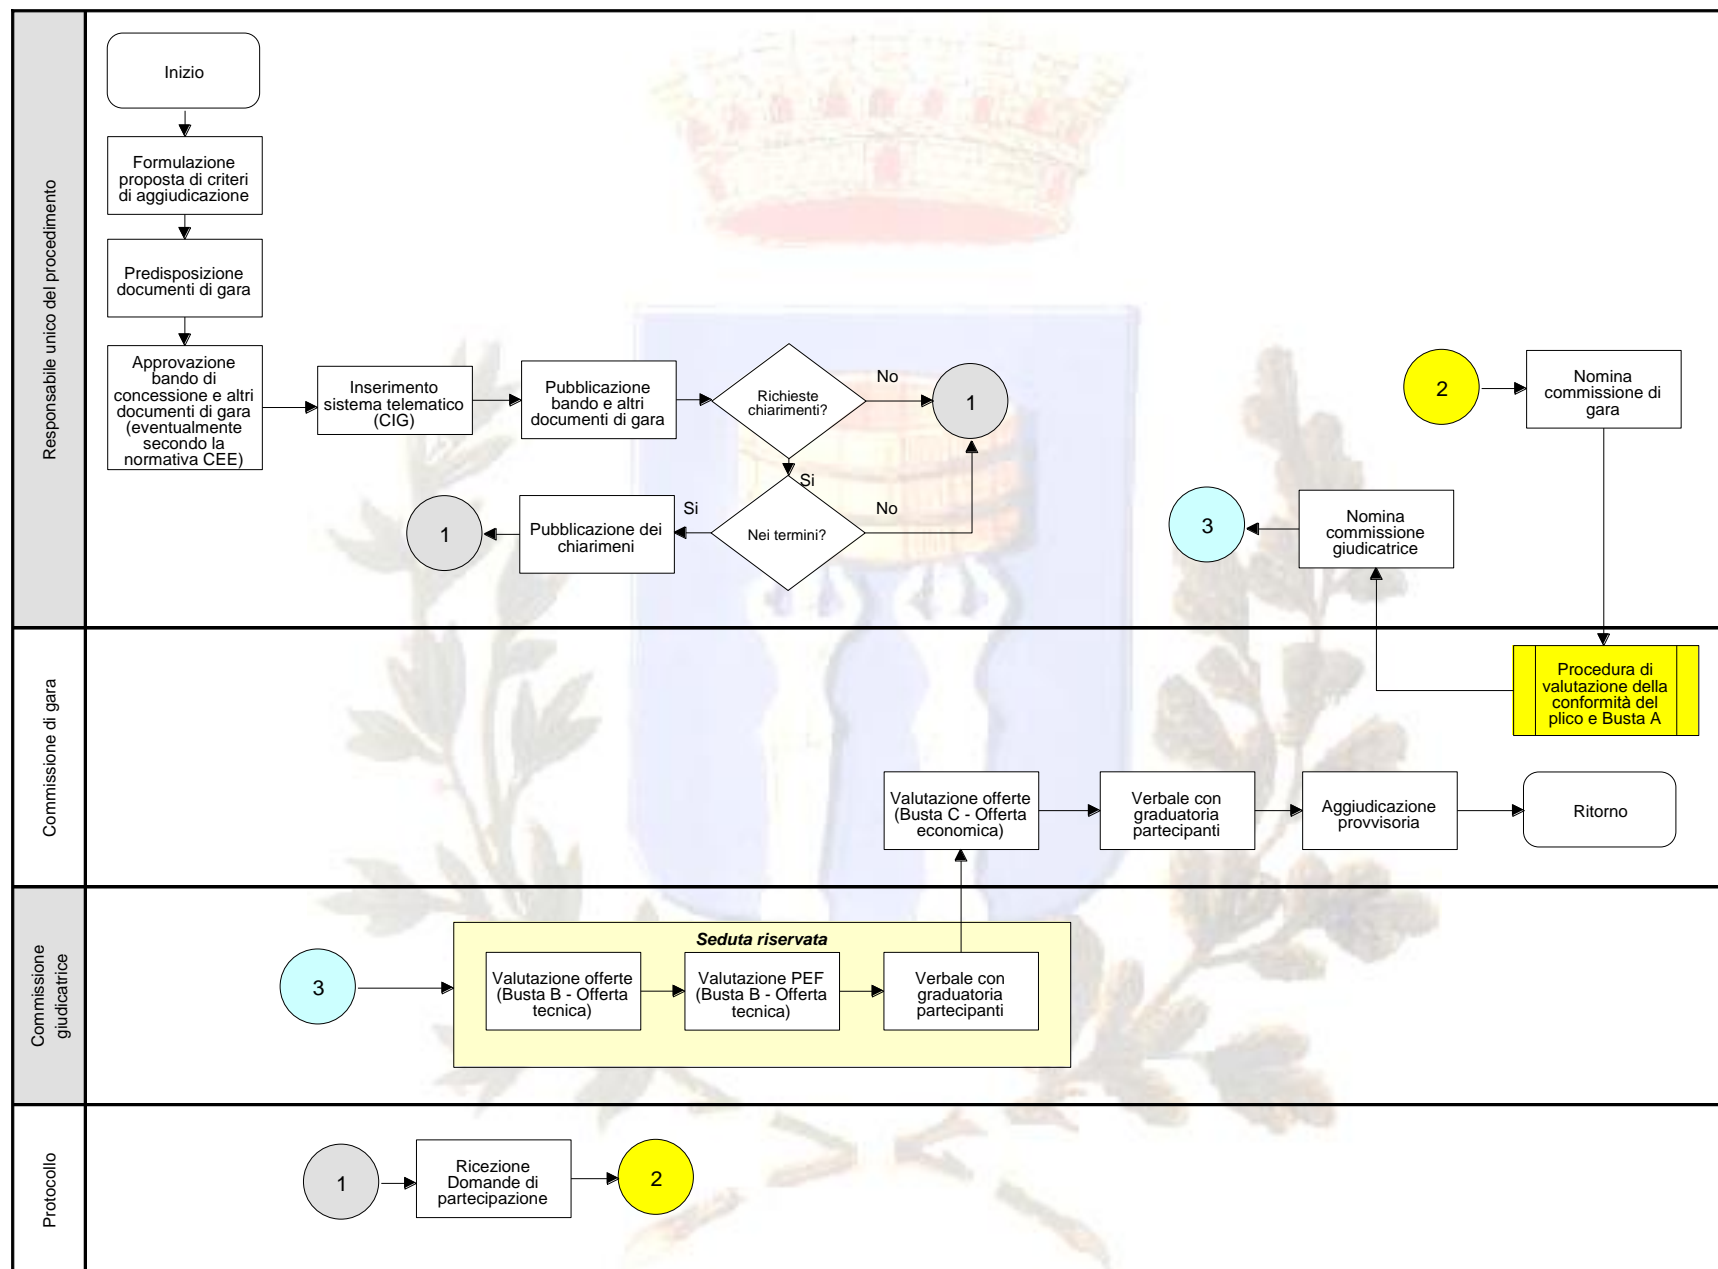 Responsabile unico del procedimento
Inizio
Formulazione
proposta di criteri
di aggiudicazione
Predisposizione
documenti di gara
Approvazione
bando di
concessione e altri
documenti di gara
(eventualmente
secondo la
normativa CEE)
Inserimento
sistema telematico
(CIG)
Pubblicazione
bando e altri
documenti di gara
Richieste
chiarimenti?
No
1
Si
Nei termini?
No
Si
Pubblicazione dei
chiarimeni
1
2
Nomina
commissione di
gara
Nomina
commissione
giudicatrice
3
Commissione di gara
Procedura di
valutazione della
conformità del
plico e Busta A
Valutazione offerte
(Busta C - Offerta
economica)
Verbale con
graduatoria
partecipanti
Aggiudicazione
provvisoria
Ritorno
Commissione
giudicatrice
3
Seduta riservata
Valutazione offerte
(Busta B - Offerta
tecnica)
Valutazione PEF
(Busta B - Offerta
tecnica)
Verbale con
graduatoria
partecipanti
Protocollo
1
Ricezione
Domande di
partecipazione
2